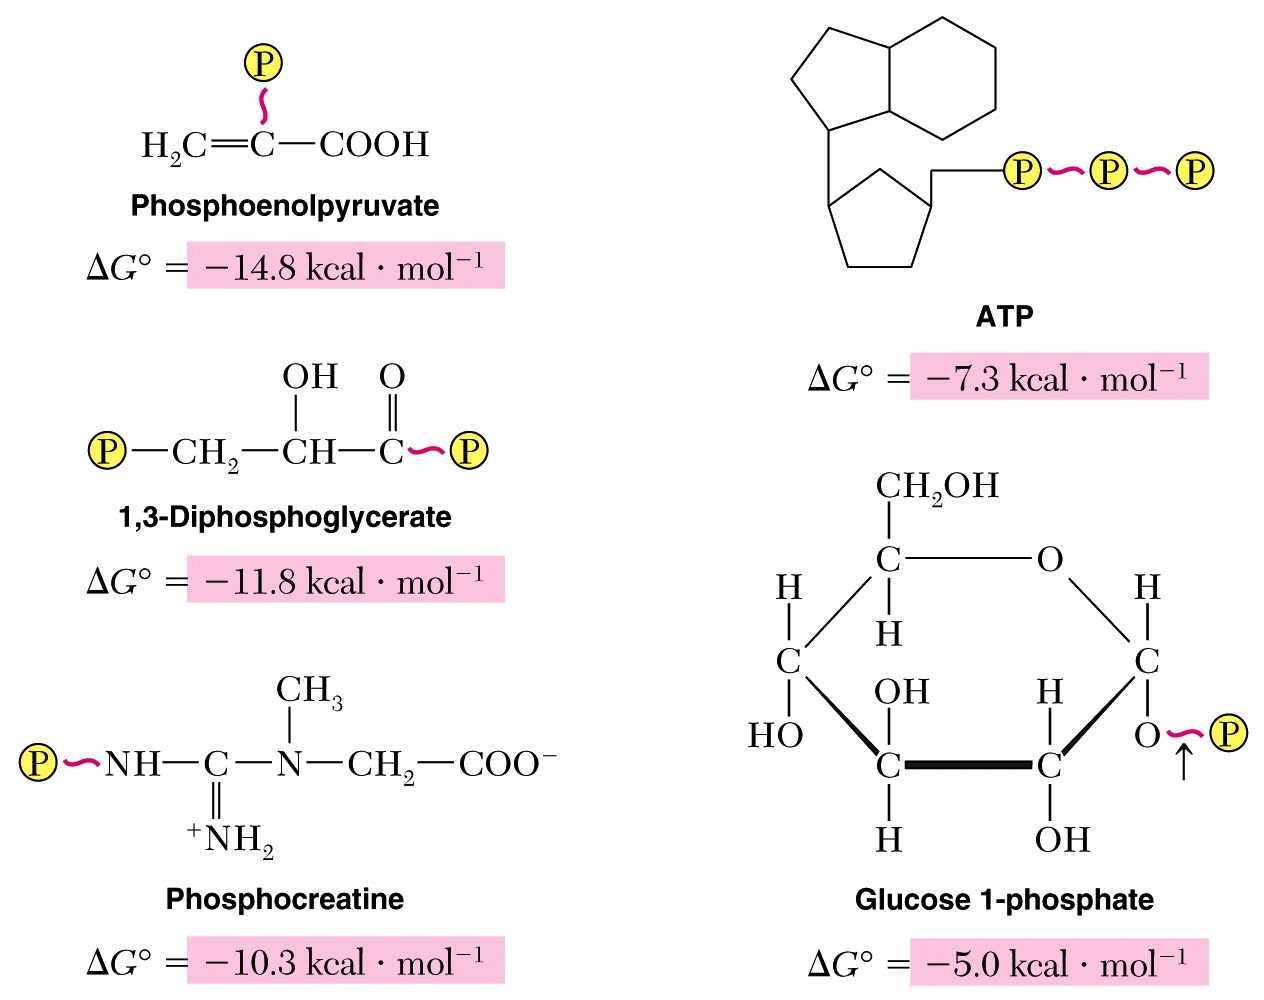 P
H₂C=C—COOH
Phosphoenolpyruvate
ΔG° = −14.8 kcal · mol⁻¹
OH O
P—CH₂—CH—C~P
1,3-Diphosphoglycerate
ΔG° = −11.8 kcal · mol⁻¹
CH₃
P~NH—C—N—CH₂—COO⁻
⁺NH₂
Phosphocreatine
ΔG° = −10.3 kcal · mol⁻¹
P~P~P
ATP
ΔG° = −7.3 kcal · mol⁻¹
CH₂OH
C O
H H
H
C C
OH H
HO O~P
C C
H OH
Glucose 1-phosphate
ΔG° = −5.0 kcal · mol⁻¹